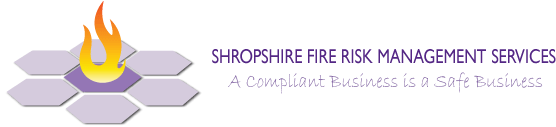 SHROPSHIRE FIRE RISK MANAGEMENT SERVICES
A Compliant Business is a Safe Business